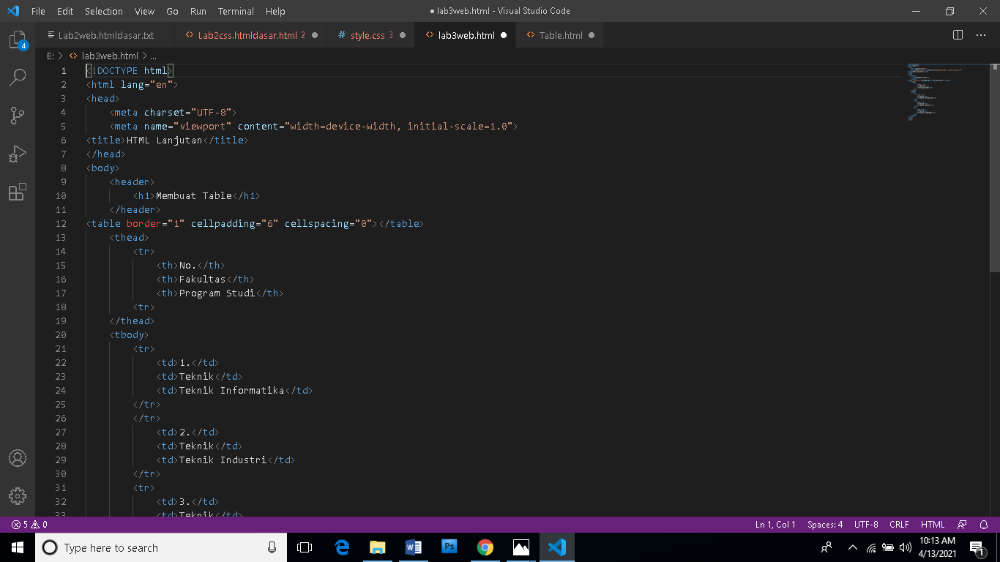 File Edit Selection View Go Run Terminal Help ● lab3web.html - Visual Studio Code
Lab2web.htmldasar.txt Lab2css.htmldasar.html 2 style.css 3 lab3web.html Table.html
4
E: > lab3web.html > ...
1 <!DOCTYPE html>
2 <html lang="en">
3 <head>
4 <meta charset="UTF-8">
5 <meta name="viewport" content="width=device-width, initial-scale=1.0">
6 <title>HTML Lanjutan</title>
7 </head>
8 <body>
9 <header>
10 <h1>Membuat Table</h1>
11 </header>
12 <table border="1" cellpadding="6" cellspacing="0"></table>
13 <thead>
14 <tr>
15 <th>No.</th>
16 <th>Fakultas</th>
17 <th>Program Studi</th>
18 <tr>
19 </thead>
20 <tbody>
21 <tr>
22 <td>1.</td>
23 <td>Teknik</td>
24 <td>Teknik Informatika</td>
25 </tr>
26 </tr>
27 <td>2.</td>
28 <td>Teknik</td>
29 <td>Teknik Industri</td>
30 </tr>
31 <tr>
32 <td>3.</td>
33 <td>Teknik</td>
5 0 Ln 1, Col 1 Spaces: 4 UTF-8 CRLF HTML
Type here to search Ps 10:13 AM
4/13/2021 1